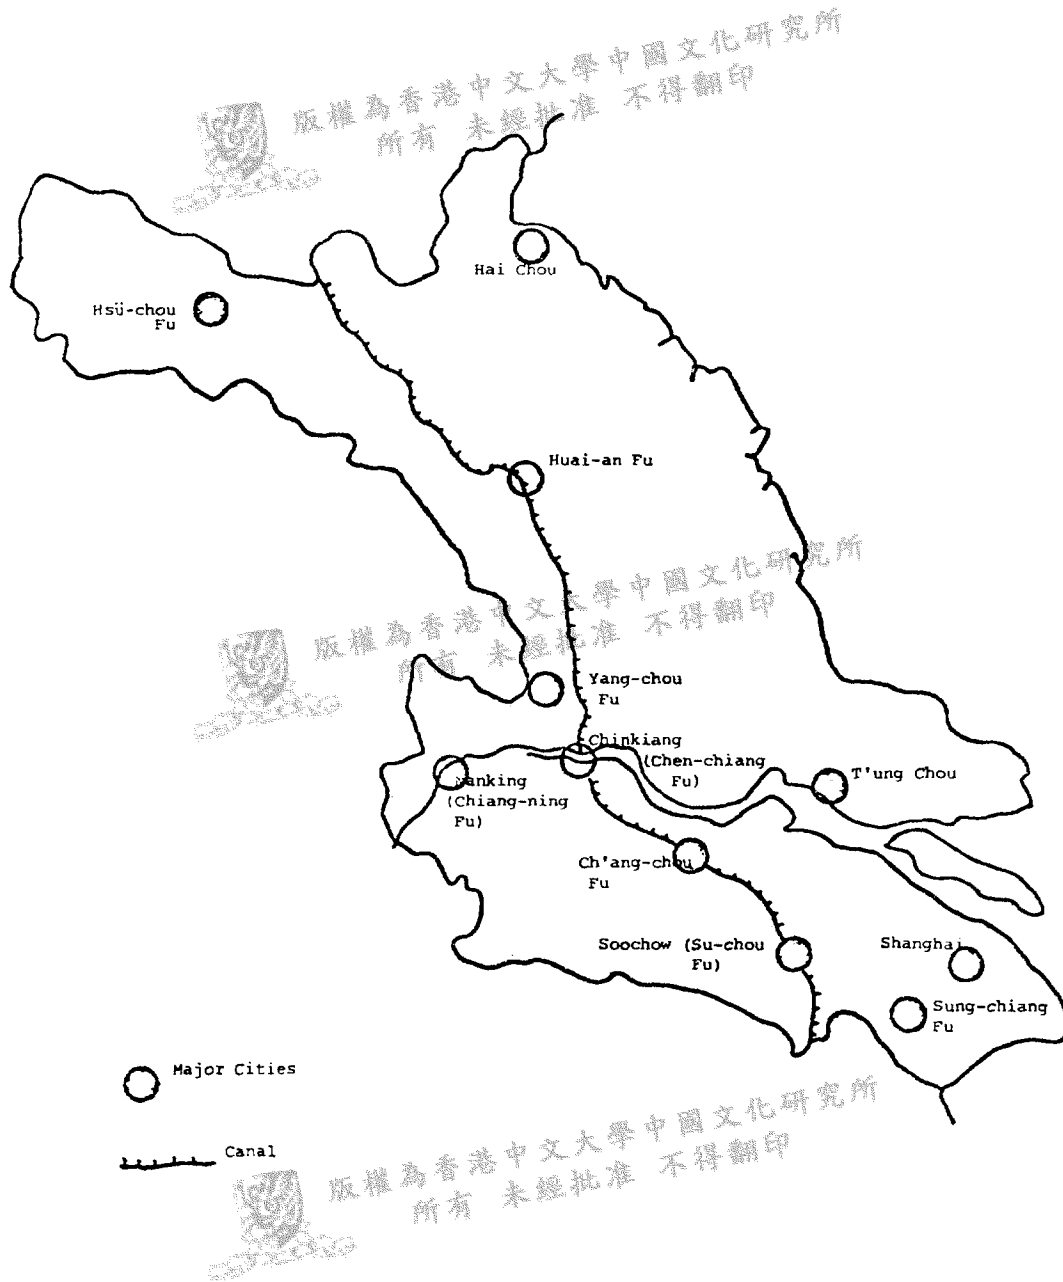 版權為香港中文大學中國文化研究所
所有 未經批准 不得翻印
Hai Chou
Hsü-chou
Fu
Huai-an Fu
版權為香港中文大學中國文化研究所
所有 未經批准 不得翻印
Yang-chou
Fu
Chinkiang
(Chen-chiang
Fu)
T'ung Chou
Nanking
(Chiang-ning
Fu)
Ch'ang-chou
Fu
Soochow (Su-chou
Fu)
Shanghai
Sung-chiang
Fu
Major Cities
Canal
版權為香港中文大學中國文化研究所
所有 未經批准 不得翻印